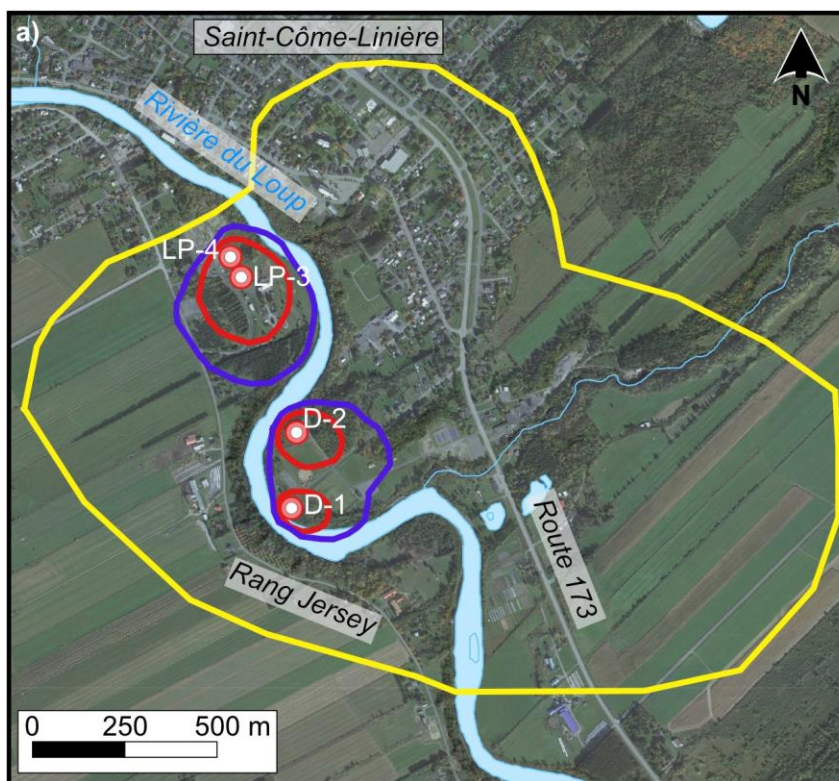 a)
Saint-Côme-Linière
N
Rivière du Loup
LP-4
LP-3
D-2
D-1
Route 173
Rang Jersey
0 250 500 m